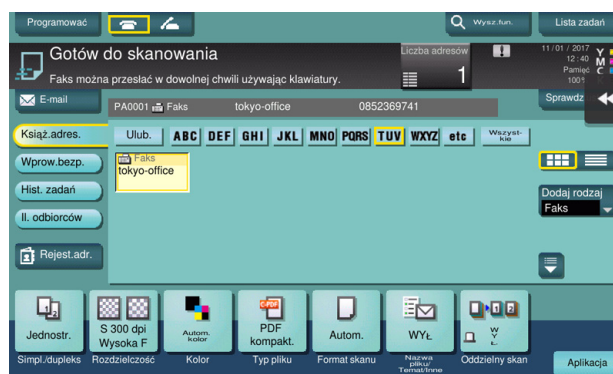 Programować
Wysz.fun.
Lista zadań
Gotów do skanowania
Liczba adresów
1
11/01 / 2017
12:40
Pamięć
100%
Y
M
C
Faks można przesłać w dowolnej chwili używając klawiatury.
E-mail
PA0001 Faks tokyo-office 0852369741
Sprawdź
Książ.adres.
Ulub. ABC DEF GHI JKL MNO PQRS TUV WXYZ etc Wszyst-
kie
Wprow.bezp.
Faks
tokyo-office
Hist. zadań
Dodaj rodzaj
Faks
Il. odbiorców
Rejest.adr.
Jednostr.
S 300 dpi
Wysoka F
Autom.
kolor
PDF
kompakt.
Autom.
WYŁ
WY
Ł
Simpl./dupleks
Rozdzielczość
Kolor
Typ pliku
Format skanu
Nazwa
pliku/
Temat/Inne
Oddzielny skan
Aplikacja